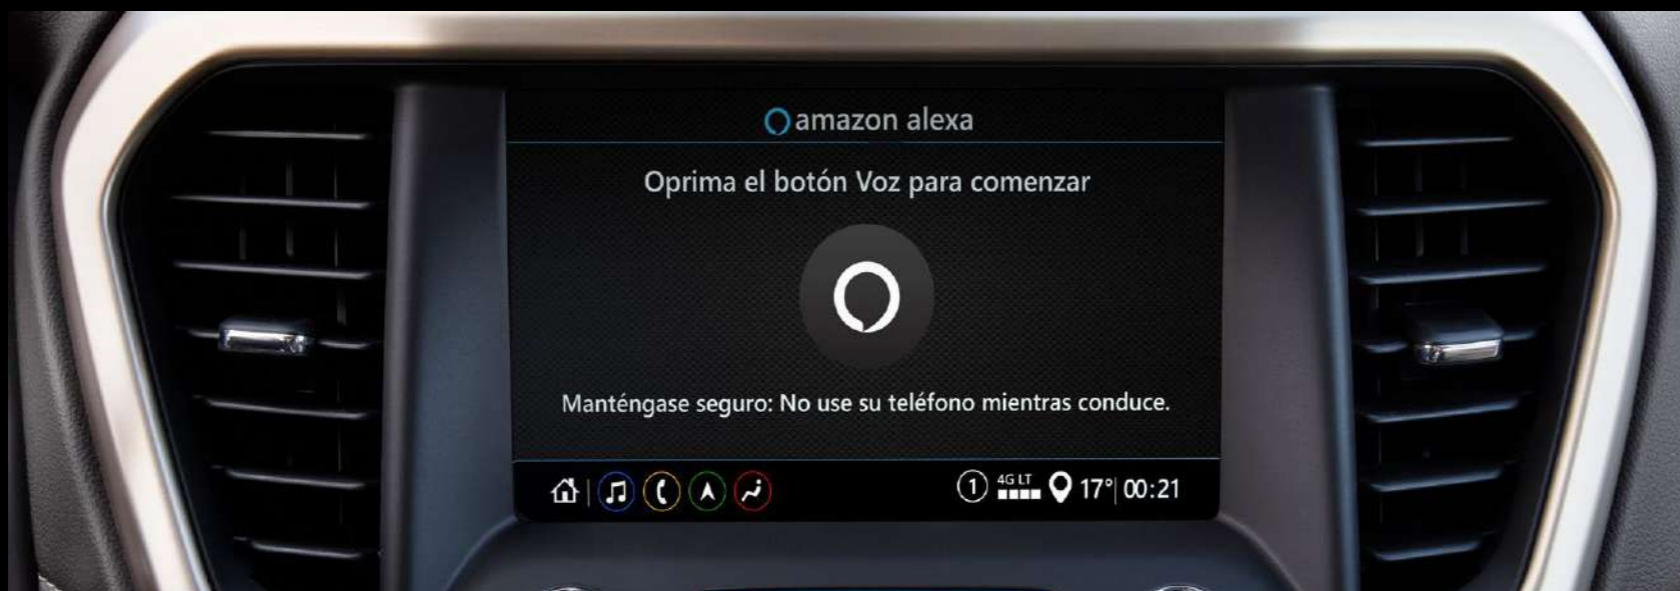 amazon alexa
Oprima el botón Voz para comenzar
Manténgase seguro: No use su teléfono mientras conduce.
1 4G LT 17° 00:21